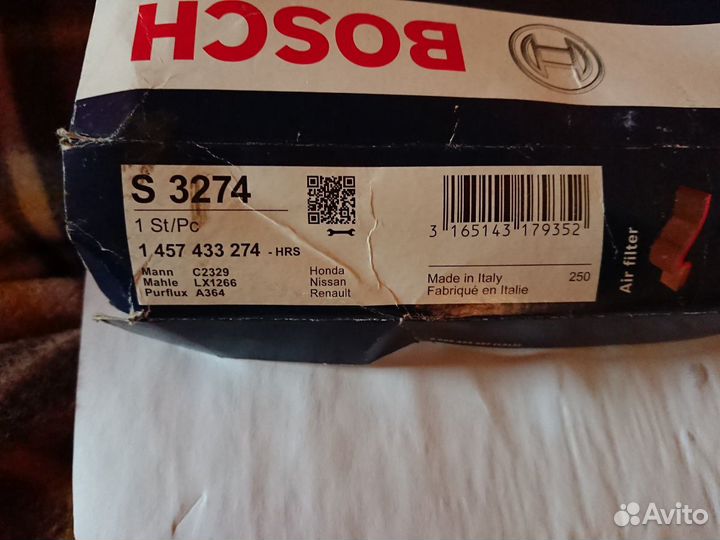 BOSCH
S 3274
1 St/Pc
1 457 433 274 - HRS
Mann C2329
Mahle LX1266
Purflux A364
Honda
Nissan
Renault
3 165143 179352
Made in Italy
Fabriqué en Italie
250
Air filter
Avito